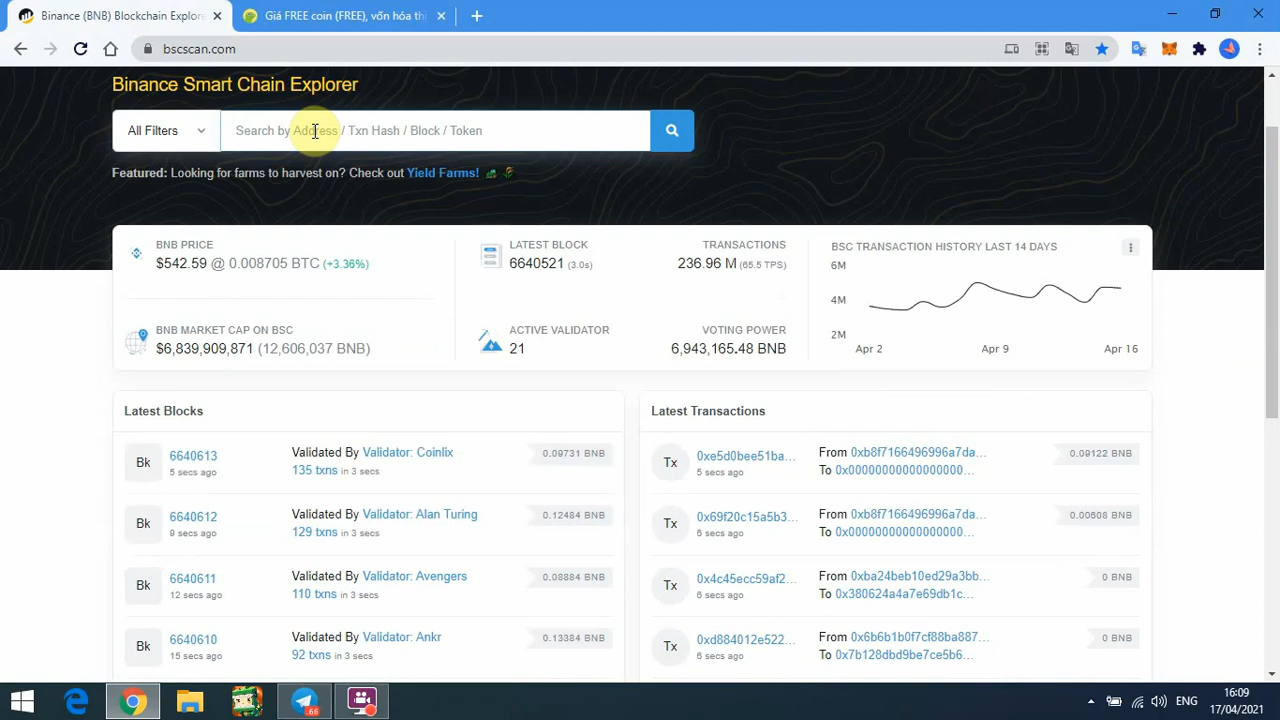 Binance (BNB) Blockchain Explore
Giá FREE coin (FREE), vốn hóa thị
bscscan.com
Binance Smart Chain Explorer
All Filters
Search by Address / Txn Hash / Block / Token
Featured: Looking for farms to harvest on? Check out Yield Farms!
BNB PRICE
$542.59 @ 0.008705 BTC (+3.36%)
LATEST BLOCK
6640521 (3.0s)
TRANSACTIONS
236.96 M (65.5 TPS)
BNB MARKET CAP ON BSC
$6,839,909,871 (12,606,037 BNB)
ACTIVE VALIDATOR
21
VOTING POWER
6,943,165.48 BNB
BSC TRANSACTION HISTORY LAST 14 DAYS
6M
4M
2M
Apr 2 Apr 9 Apr 16
Latest Blocks
Bk
6640613
5 secs ago
Validated By Validator: Coinlix
135 txns in 3 secs
0.09731 BNB
Bk
6640612
9 secs ago
Validated By Validator: Alan Turing
129 txns in 3 secs
0.12484 BNB
Bk
6640611
12 secs ago
Validated By Validator: Avengers
110 txns in 3 secs
0.08884 BNB
Bk
6640610
15 secs ago
Validated By Validator: Ankr
92 txns in 3 secs
0.13384 BNB
Latest Transactions
Tx
0xe5d0bee51ba...
5 secs ago
From 0xb8f7166496996a7da...
To 0x00000000000000000...
0.09122 BNB
Tx
0x69f20c15a5b3...
6 secs ago
From 0xb8f7166496996a7da...
To 0x00000000000000000...
0.00608 BNB
Tx
0x4c45ecc59af2...
6 secs ago
From 0xba24beb10ed29a3bb...
To 0x380624a4a7e69db1c...
0 BNB
Tx
0xd884012e522...
6 secs ago
From 0x6b6b1b0f7cf88ba887...
To 0x7b128dbd9be7ce5b6...
0 BNB
66
ENG
16:09
17/04/2021